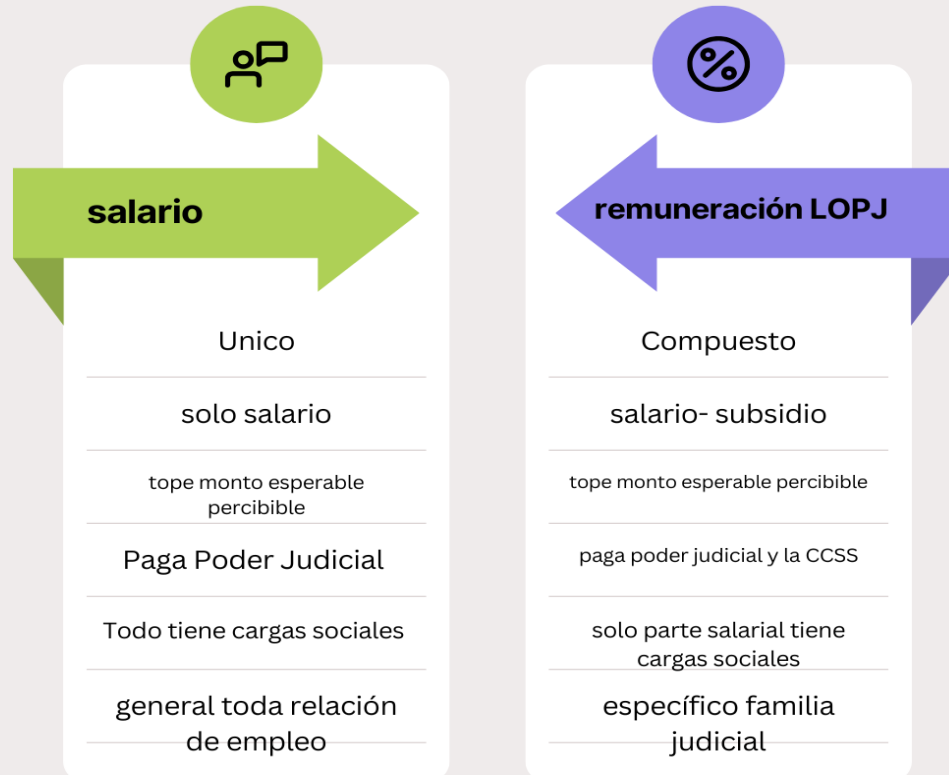 salario
Unico
solo salario
tope monto esperable
percibible
Paga Poder Judicial
Todo tiene cargas sociales
general toda relación
de empleo
remuneración LOPJ
Compuesto
salario- subsidio
tope monto esperable percibible
paga poder judicial y la CCSS
solo parte salarial tiene
cargas sociales
específico familia
judicial